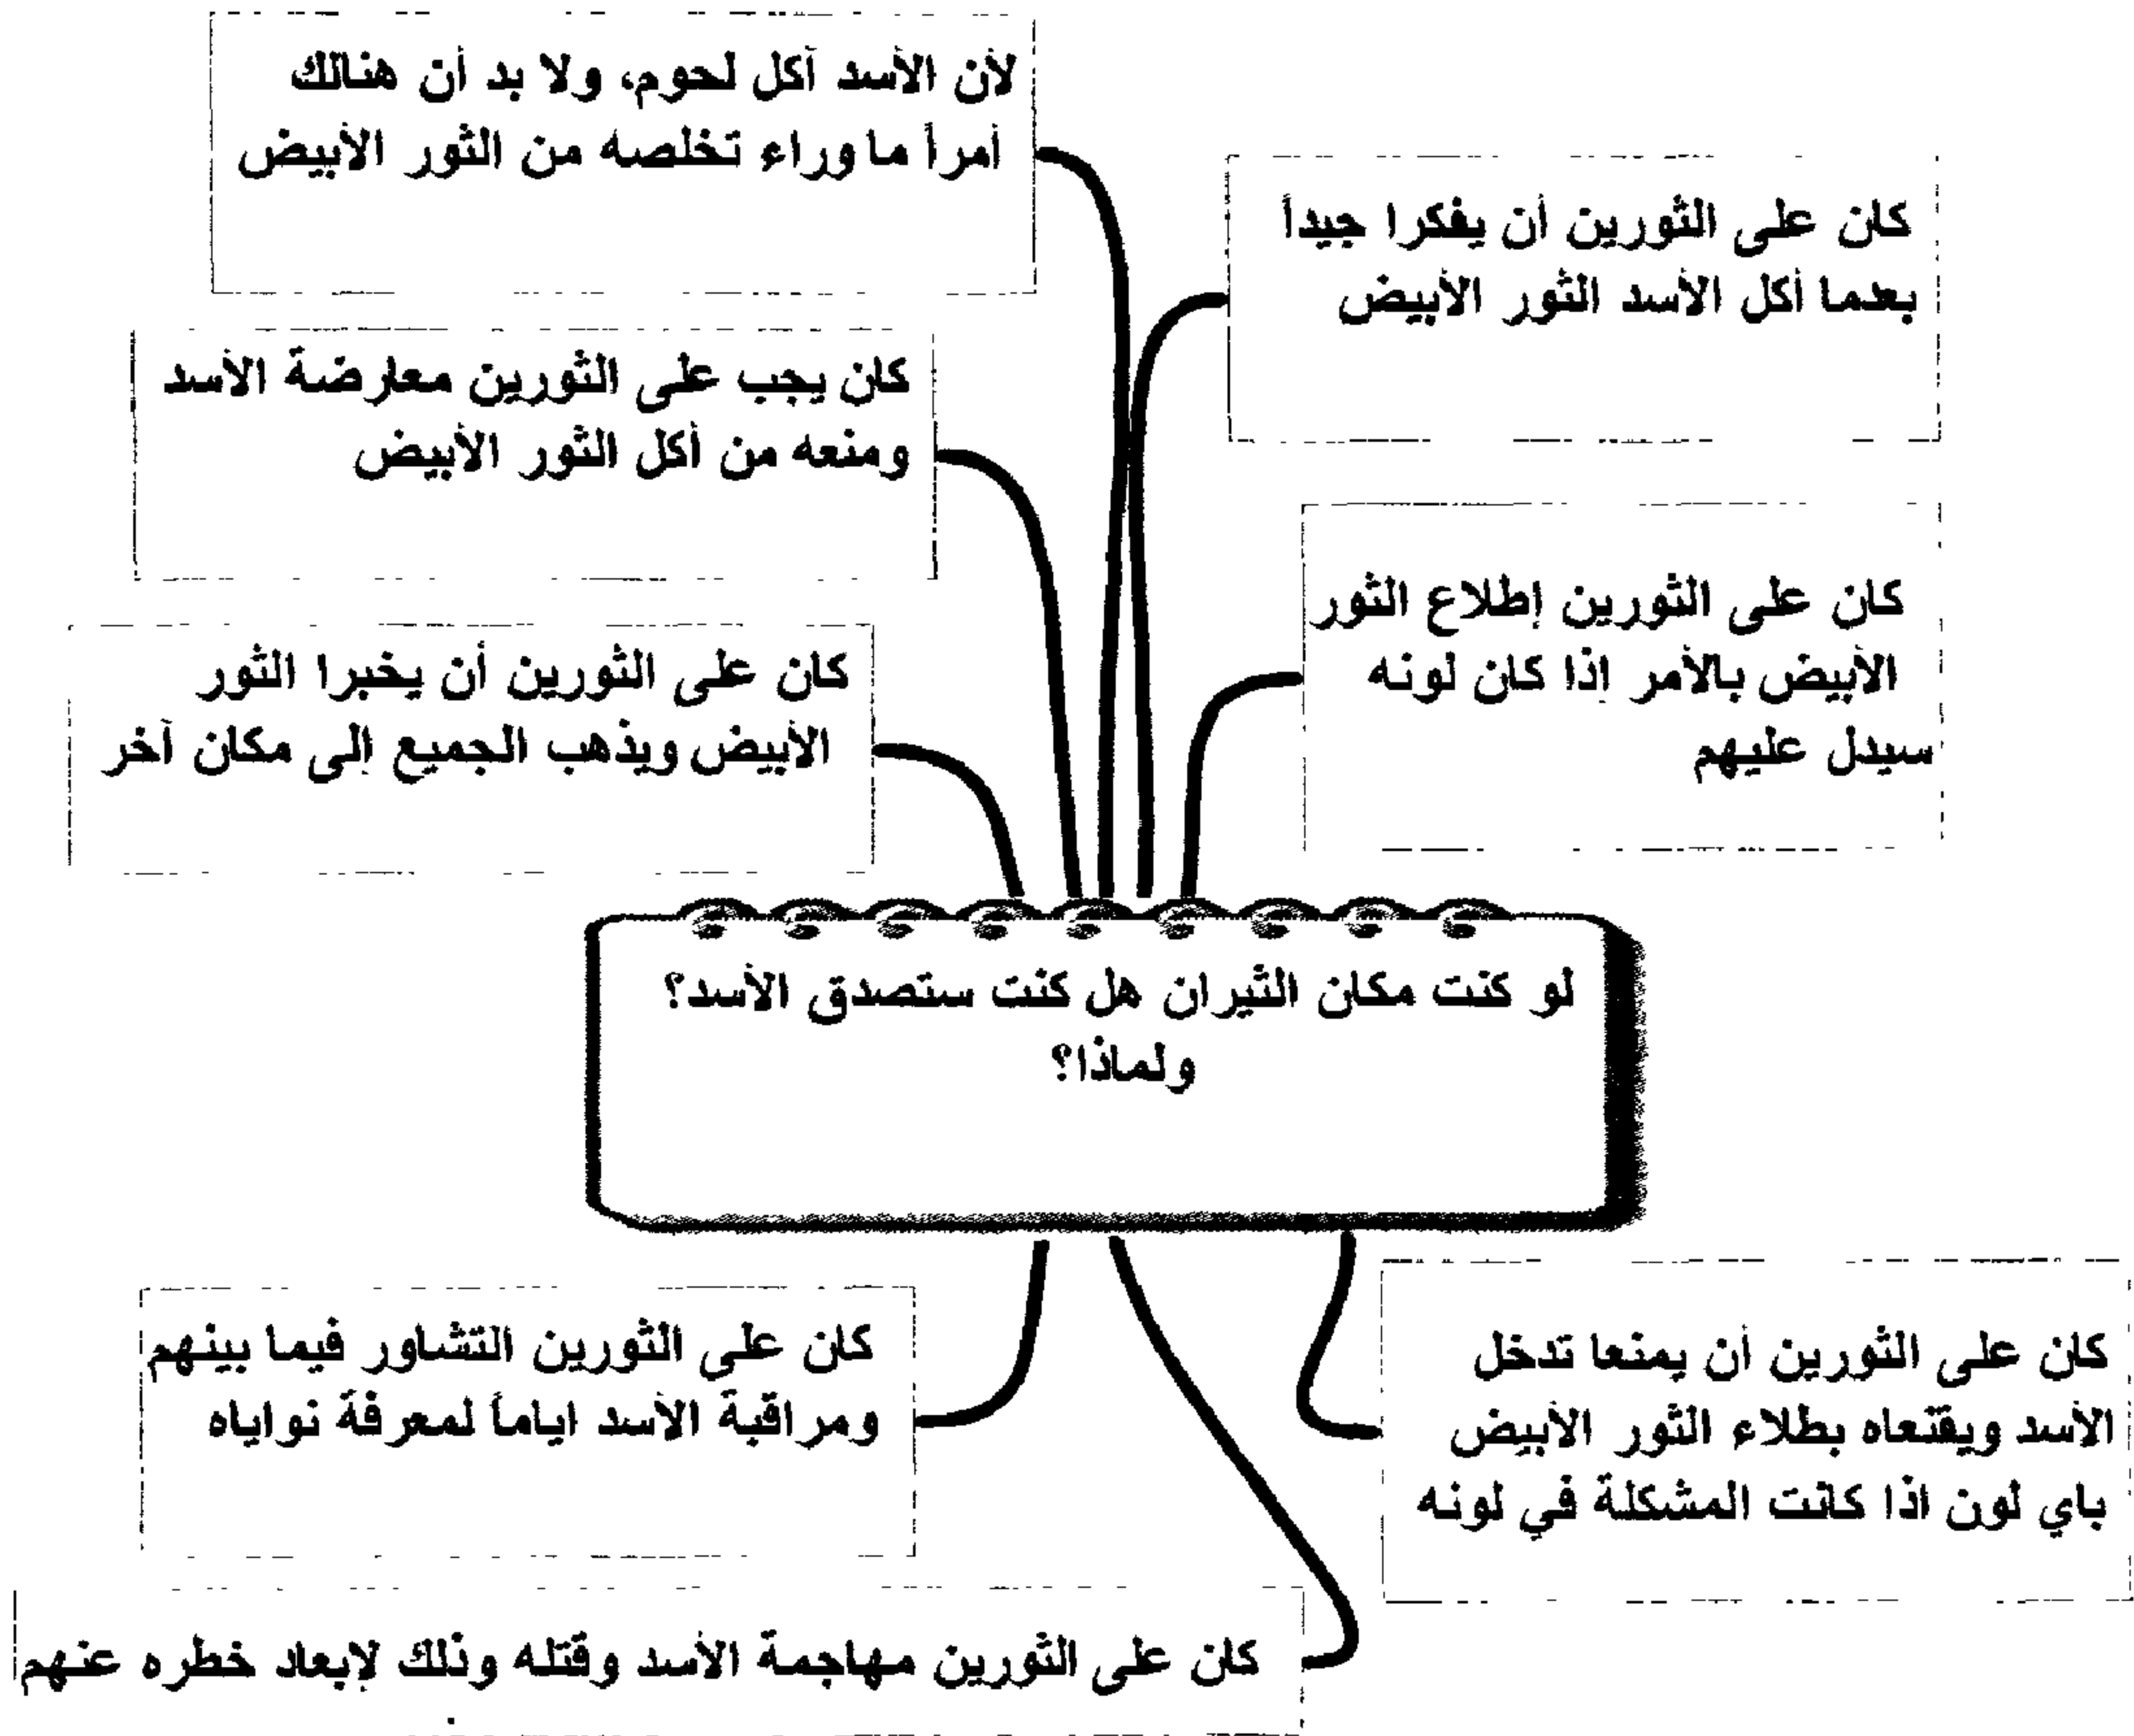 لأن الأسد آكل لحوم، ولا بد أن هنالك
أمراً ما وراء تخلصه من الثور الأبيض
كان على الثورين أن يفكرا جيداً
بعدما أكل الأسد الثور الأبيض
كان يجب على الثورين معارضة الأسد
ومنعه من أكل الثور الأبيض
كان على الثورين إطلاع الثور
الأبيض بالأمر إذا كان لونه
سيدل عليهم
كان على الثورين أن يخبرا الثور
الأبيض ويذهب الجميع إلى مكان آخر
لو كنت مكان الثيران هل كنت ستصدق الأسد؟
ولماذا؟
كان على الثورين أن يمنعا تدخل
الأسد ويقنعاه بطلاء الثور الأبيض
باي لون اذا كانت المشكلة في لونه
كان على الثورين التشاور فيما بينهم
ومراقبة الأسد اياماً لمعرفة نواياه
كان على الثورين مهاجمة الأسد وقتله وذلك لإبعاد خطره عنهم